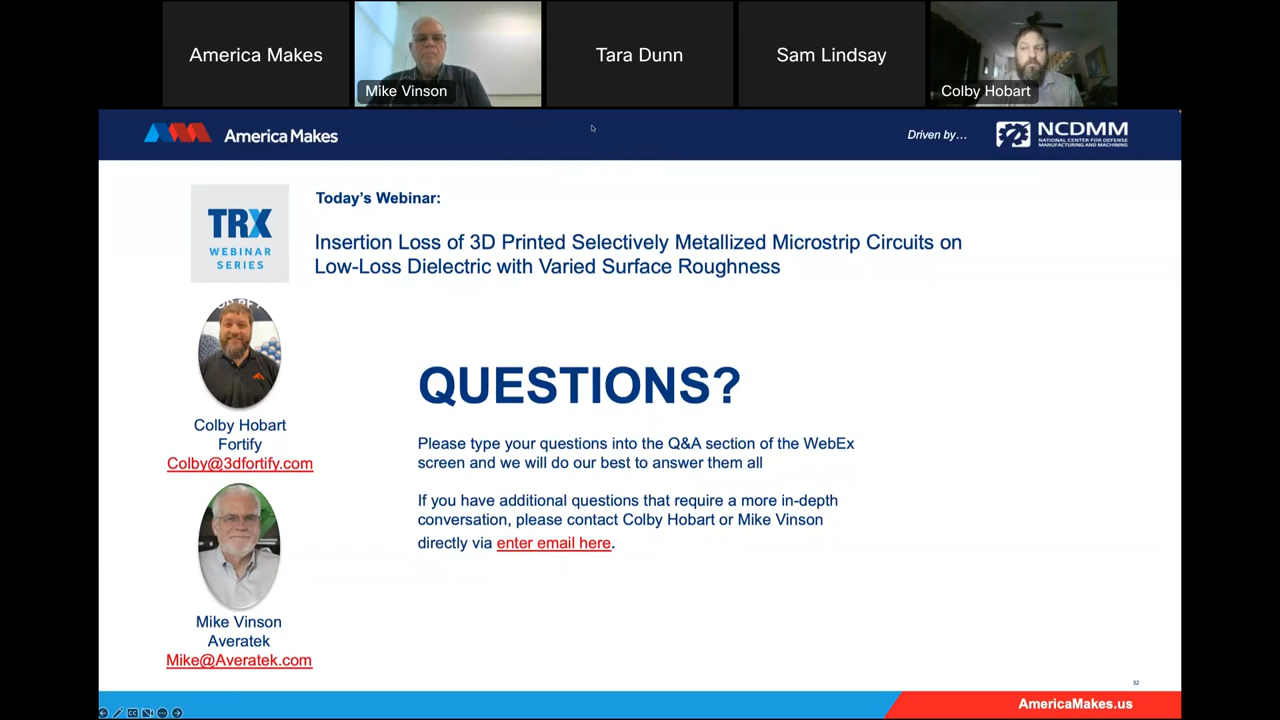 America Makes
Mike Vinson
Tara Dunn
Sam Lindsay
Colby Hobart
America Makes
Driven by...
NCDMM
NATIONAL CENTER FOR DEFENSE
MANUFACTURING AND MACHINING
TRX
WEBINAR
SERIES
Today's Webinar:
Insertion Loss of 3D Printed Selectively Metallized Microstrip Circuits on
Low-Loss Dielectric with Varied Surface Roughness
Colby Hobart
Fortify
Colby@3dfortify.com
QUESTIONS?
Please type your questions into the Q&A section of the WebEx
screen and we will do our best to answer them all
If you have additional questions that require a more in-depth
conversation, please contact Colby Hobart or Mike Vinson
directly via enter email here.
Mike Vinson
Averatek
Mike@Averatek.com
32
AmericaMakes.us